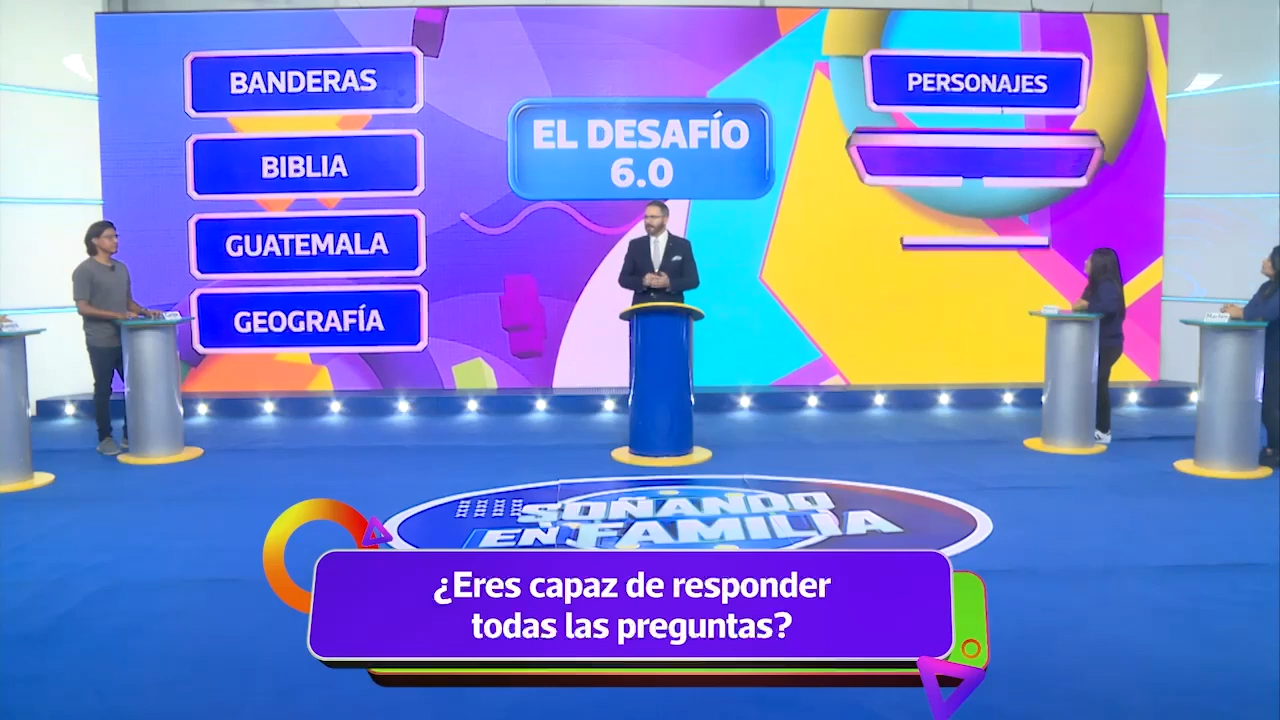 BANDERAS
BIBLIA
GUATEMALA
GEOGRAFÍA
EL DESAFÍO
6.0
PERSONAJES
SOÑANDO
EN FAMILIA
¿Eres capaz de responder
todas las preguntas?